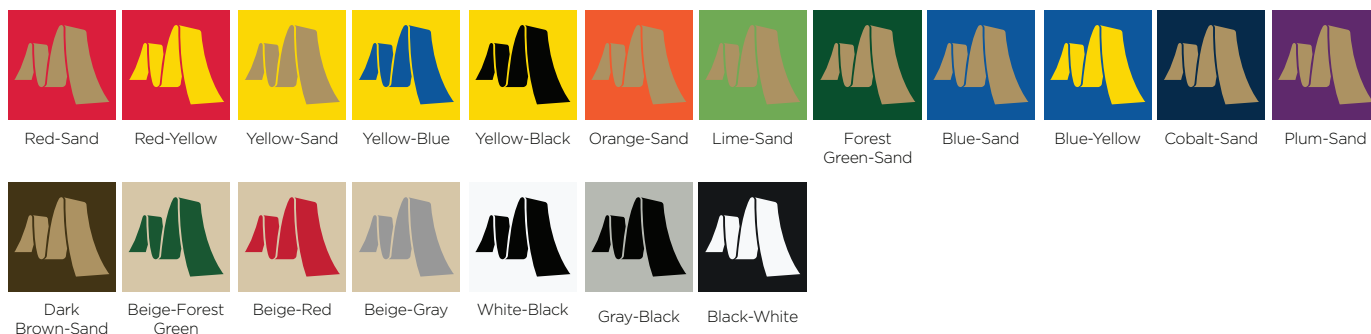 Red-Sand
Red-Yellow
Yellow-Sand
Yellow-Blue
Yellow-Black
Orange-Sand
Lime-Sand
Forest
Green-Sand
Blue-Sand
Blue-Yellow
Cobalt-Sand
Plum-Sand
Dark
Brown-Sand
Beige-Forest
Green
Beige-Red
Beige-Gray
White-Black
Gray-Black
Black-White